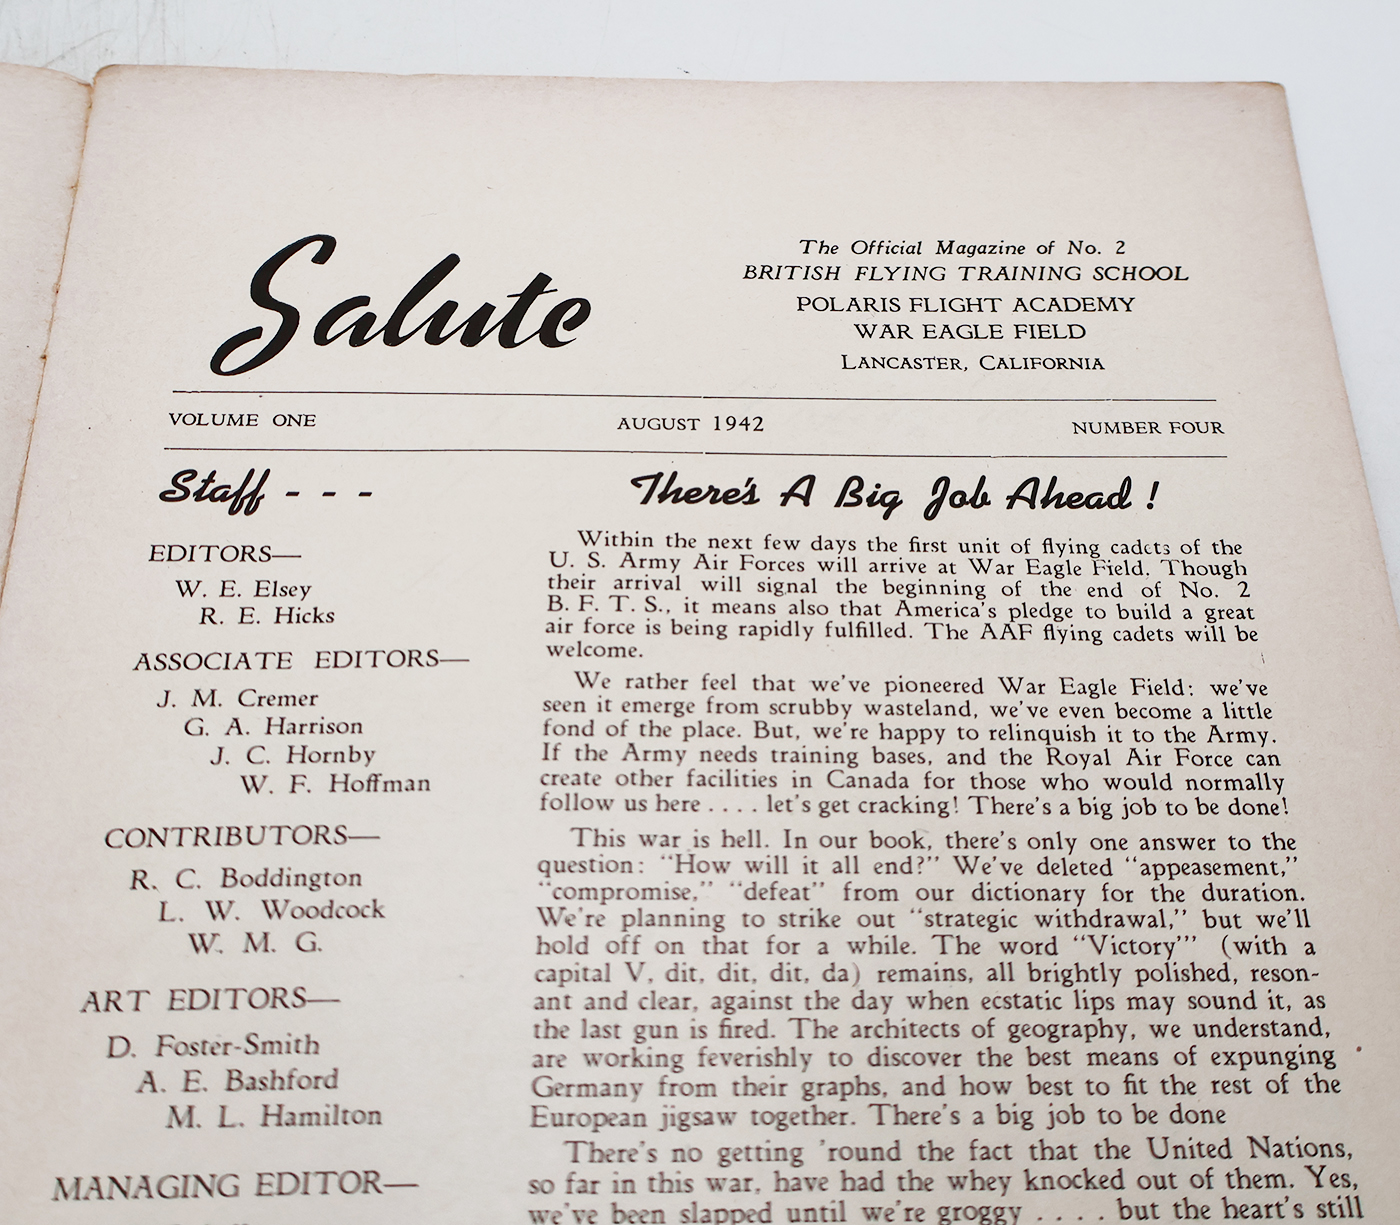 Salute
The Official Magazine of No. 2
BRITISH FLYING TRAINING SCHOOL
POLARIS FLIGHT ACADEMY
WAR EAGLE FIELD
LANCASTER, CALIFORNIA
VOLUME ONE AUGUST 1942 NUMBER FOUR
Staff - - -
EDITORS—
W. E. Elsey
R. E. Hicks
ASSOCIATE EDITORS—
J. M. Cremer
G. A. Harrison
J. C. Hornby
W. F. Hoffman
CONTRIBUTORS—
R. C. Boddington
L. W. Woodcock
W. M. G.
ART EDITORS—
D. Foster-Smith
A. E. Bashford
M. L. Hamilton
MANAGING EDITOR—
There's A Big Job Ahead !
Within the next few days the first unit of flying cadets of the
U. S. Army Air Forces will arrive at War Eagle Field. Though
their arrival will signal the beginning of the end of No. 2
B. F. T. S., it means also that America's pledge to build a great
air force is being rapidly fulfilled. The AAF flying cadets will be
welcome.
We rather feel that we've pioneered War Eagle Field; we've
seen it emerge from scrubby wasteland, we've even become a little
fond of the place. But, we're happy to relinquish it to the Army.
If the Army needs training bases, and the Royal Air Force can
create other facilities in Canada for those who would normally
follow us here . . . . let's get cracking! There's a big job to be done!
This war is hell. In our book, there's only one answer to the
question: "How will it all end?" We've deleted "appeasement,"
"compromise," "defeat" from our dictionary for the duration.
We're planning to strike out "strategic withdrawal," but we'll
hold off on that for a while. The word "Victory"' (with a
capital V, dit, dit, dit, da) remains, all brightly polished, reson-
ant and clear, against the day when ecstatic lips may sound it, as
the last gun is fired. The architects of geography, we understand,
are working feverishly to discover the best means of expunging
Germany from their graphs, and how best to fit the rest of the
European jigsaw together. There's a big job to be done
There's no getting 'round the fact that the United Nations,
so far in this war, have had the whey knocked out of them. Yes,
we've been slapped until we're groggy . . . . but the heart's still